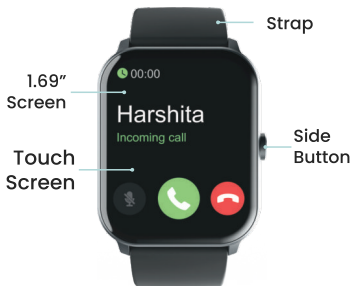 Strap
00:00
1.69”
Screen
Harshita
Incoming call
Side
Button
Touch
Screen